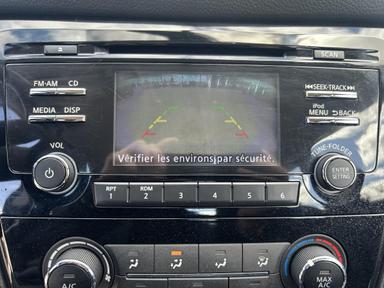 SCAN
FM·AM CD
SEEK·TRACK
MEDIA DISP
iPod
MENU BACK
Vérifier les environs par sécurité.
VOL
TUNE·FOLDER
ENTER
SETTING
RPT RDM
1 2 3 4 5 6
A/C
MAX
A/C